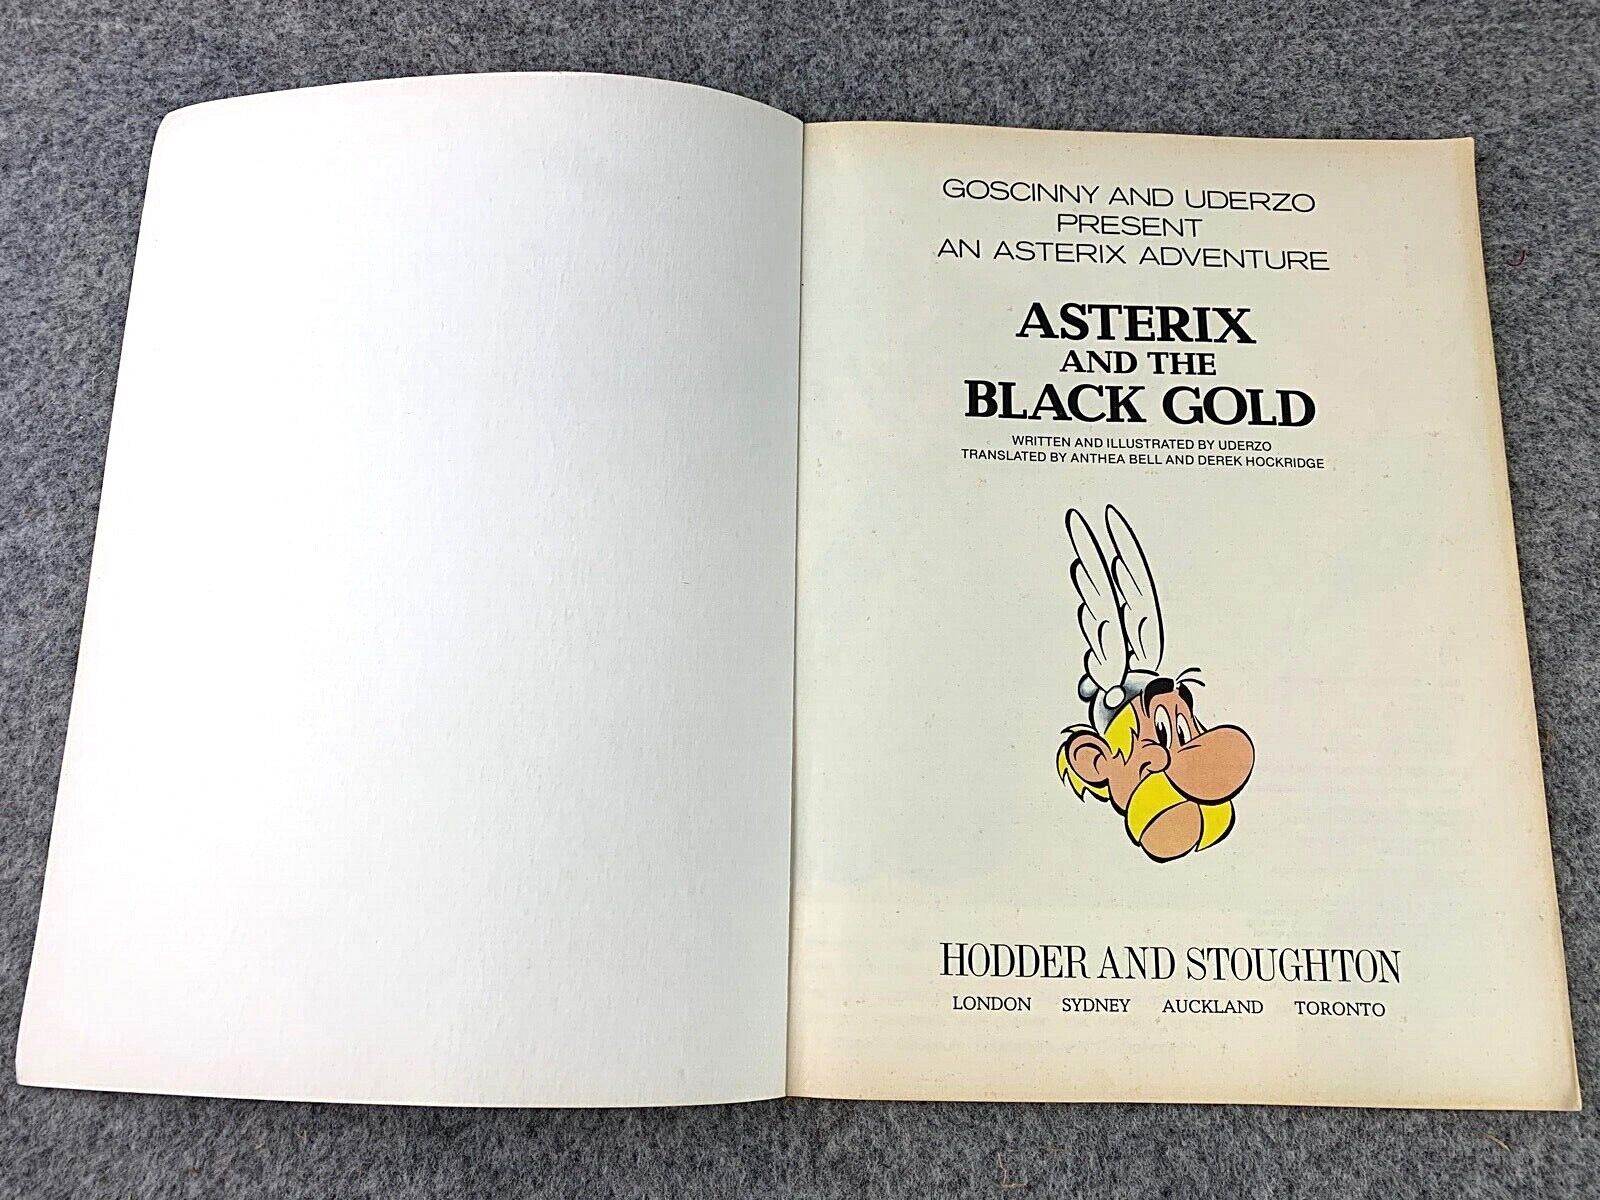 GOSCINNY AND UDERZO
PRESENT
AN ASTERIX ADVENTURE
ASTERIX
AND THE
BLACK GOLD
WRITTEN AND ILLUSTRATED BY UDERZO
TRANSLATED BY ANTHEA BELL AND DEREK HOCKRIDGE
HODDER AND STOUGHTON
LONDON SYDNEY AUCKLAND TORONTO